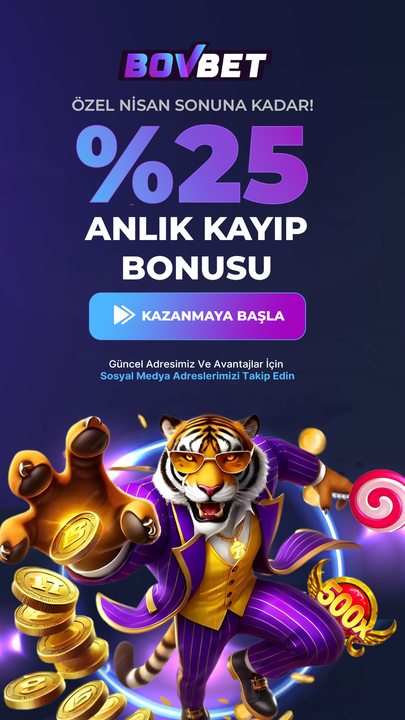 BOVBET
ÖZEL NİSAN SONUNA KADAR!
%25
ANLIK KAYIP
BONUSU
KAZANMAYA BAŞLA
Güncel Adresimiz Ve Avantajlar İçin
Sosyal Medya Adreslerimizi Takip Edin
500X